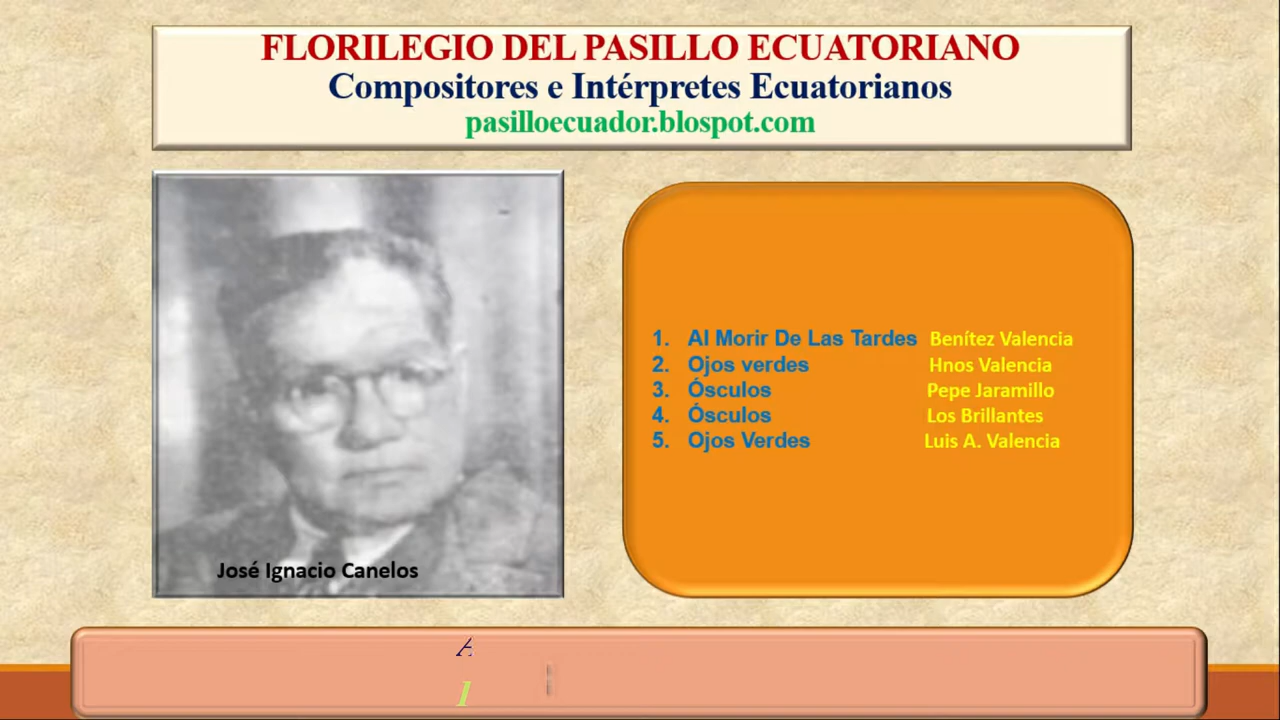 FLORILEGIO DEL PASILLO ECUATORIANO
Compositores e Intérpretes Ecuatorianos
pasilloecuador.blospot.com
José Ignacio Canelos
1. Al Morir De Las Tardes Benítez Valencia
2. Ojos verdes Hnos Valencia
3. Ósculos Pepe Jaramillo
4. Ósculos Los Brillantes
5. Ojos Verdes Luis A. Valencia